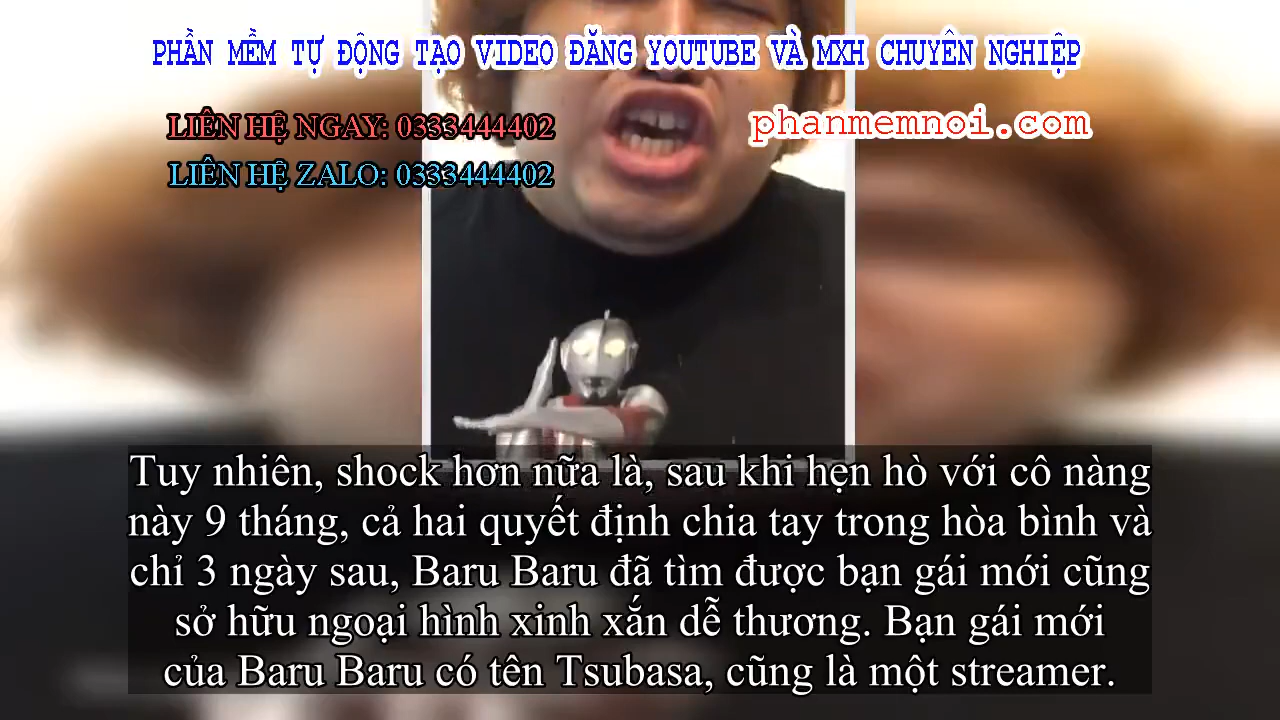 PHẦN MỀM TỰ ĐỘNG TẠO VIDEO ĐĂNG YOUTUBE VÀ MXH CHUYÊN NGHIỆP
LIÊN HỆ NGAY: 0333444402
phanmemnoi.com
LIÊN HỆ ZALO: 0333444402
Tuy nhiên, shock hơn nữa là, sau khi hẹn hò với cô nàng
này 9 tháng, cả hai quyết định chia tay trong hòa bình và
chỉ 3 ngày sau, Baru Baru đã tìm được bạn gái mới cũng
sở hữu ngoại hình xinh xắn dễ thương. Bạn gái mới
của Baru Baru có tên Tsubasa, cũng là một streamer.